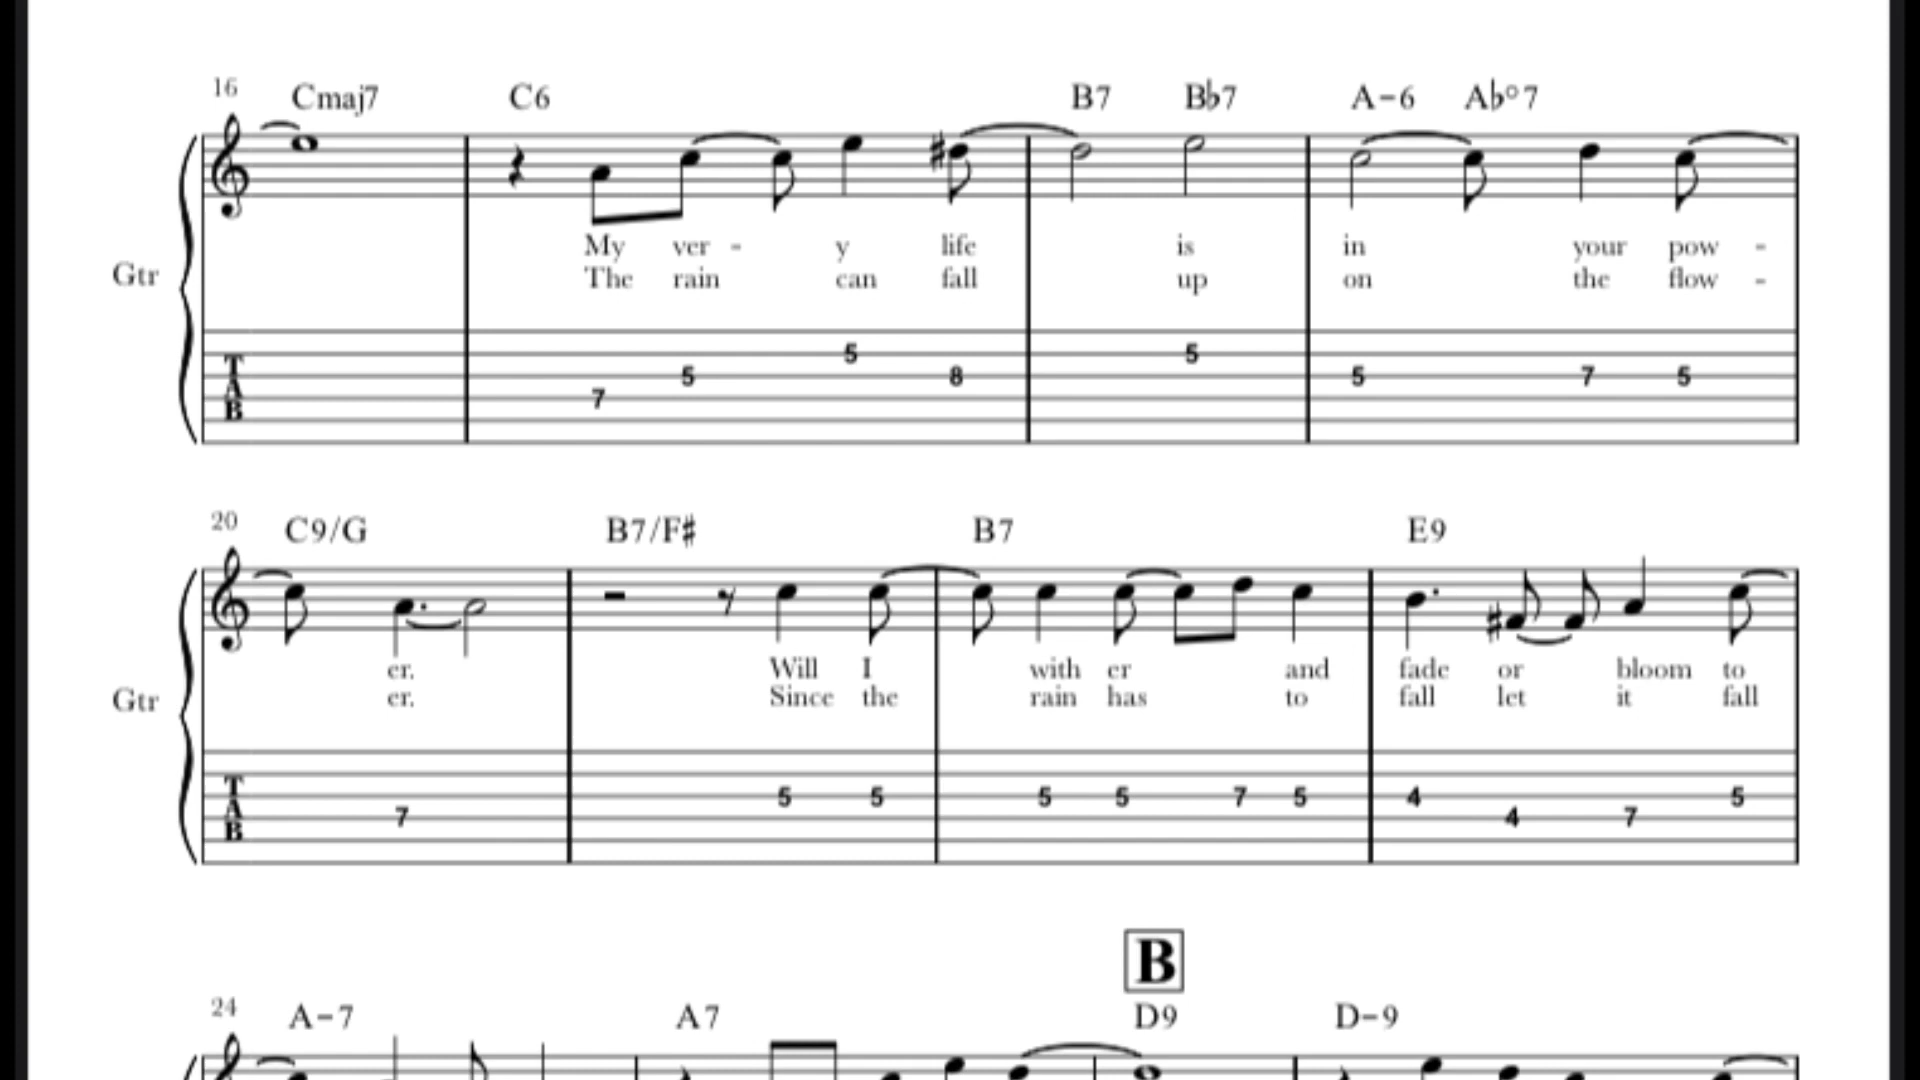 16 Cmaj7 C6 B7 B♭7 A-6 A♭°7
Gtr
My ver - y life is in your pow -
The rain can fall up on the flow -
TAB 7 5 5 8 5 5 7 5
20 C9/G B7/F♯ B7 E9
Gtr
er. Will I with er and fade or bloom to
er. Since the rain has to fall let it fall
TAB 7 5 5 5 5 7 5 4 4 7 5
B
24 A-7 A7 D9 D-9